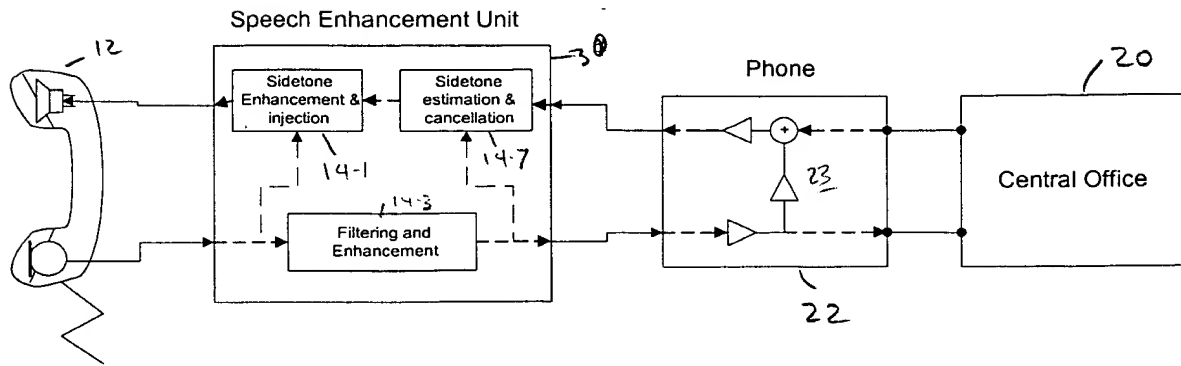 Speech Enhancement Unit
12
Sidetone
Enhancement &
injection
Sidetone
estimation &
cancellation
Phone
20
14-1
14-7
+
23
Central Office
14-3
Filtering and
Enhancement
22